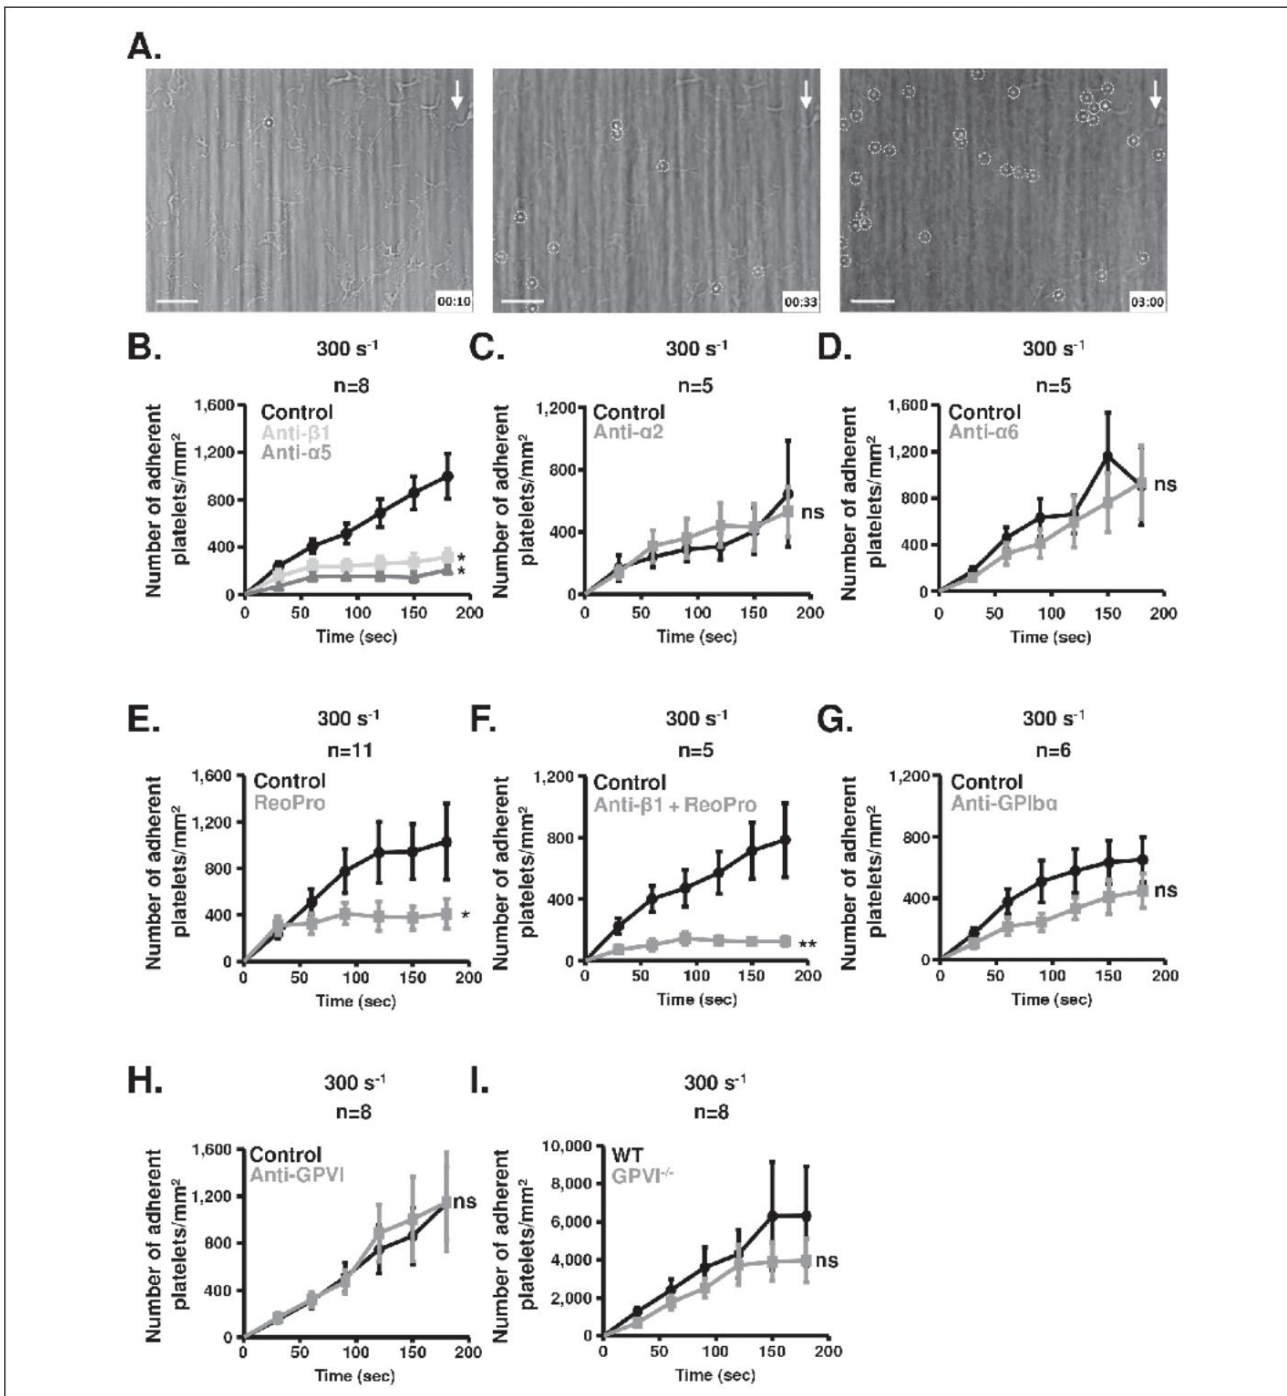 A.
00:10
00:33
03:00
B.
300 s⁻¹
n=8
Number of adherent
platelets/mm²
1,600
1,200
800
400
0
Control
Anti-β1
Anti-α5
*
*
0 50 100 150 200
Time (sec)
C.
300 s⁻¹
n=5
Number of adherent
platelets/mm²
1,200
800
400
0
Control
Anti-α2
ns
0 50 100 150 200
Time (sec)
D.
300 s⁻¹
n=5
Number of adherent
platelets/mm²
1,600
1,200
800
400
0
Control
Anti-α6
ns
0 50 100 150 200
Time (sec)
E.
300 s⁻¹
n=11
Number of adherent
platelets/mm²
1,600
1,200
800
400
0
Control
ReoPro
*
0 50 100 150 200
Time (sec)
F.
300 s⁻¹
n=5
Number of adherent
platelets/mm²
1,200
800
400
0
Control
Anti-β1 + ReoPro
**
0 50 100 150 200
Time (sec)
G.
300 s⁻¹
n=6
Number of adherent
platelets/mm²
1,200
800
400
0
Control
Anti-GPIbα
ns
0 50 100 150 200
Time (sec)
H.
300 s⁻¹
n=8
Number of adherent
platelets/mm²
1,600
1,200
800
400
0
Control
Anti-GPVI
ns
0 50 100 150 200
Time (sec)
I.
300 s⁻¹
n=8
Number of adherent
platelets/mm²
10,000
8,000
6,000
4,000
2,000
0
WT
GPVI⁻/⁻
ns
0 50 100 150 200
Time (sec)